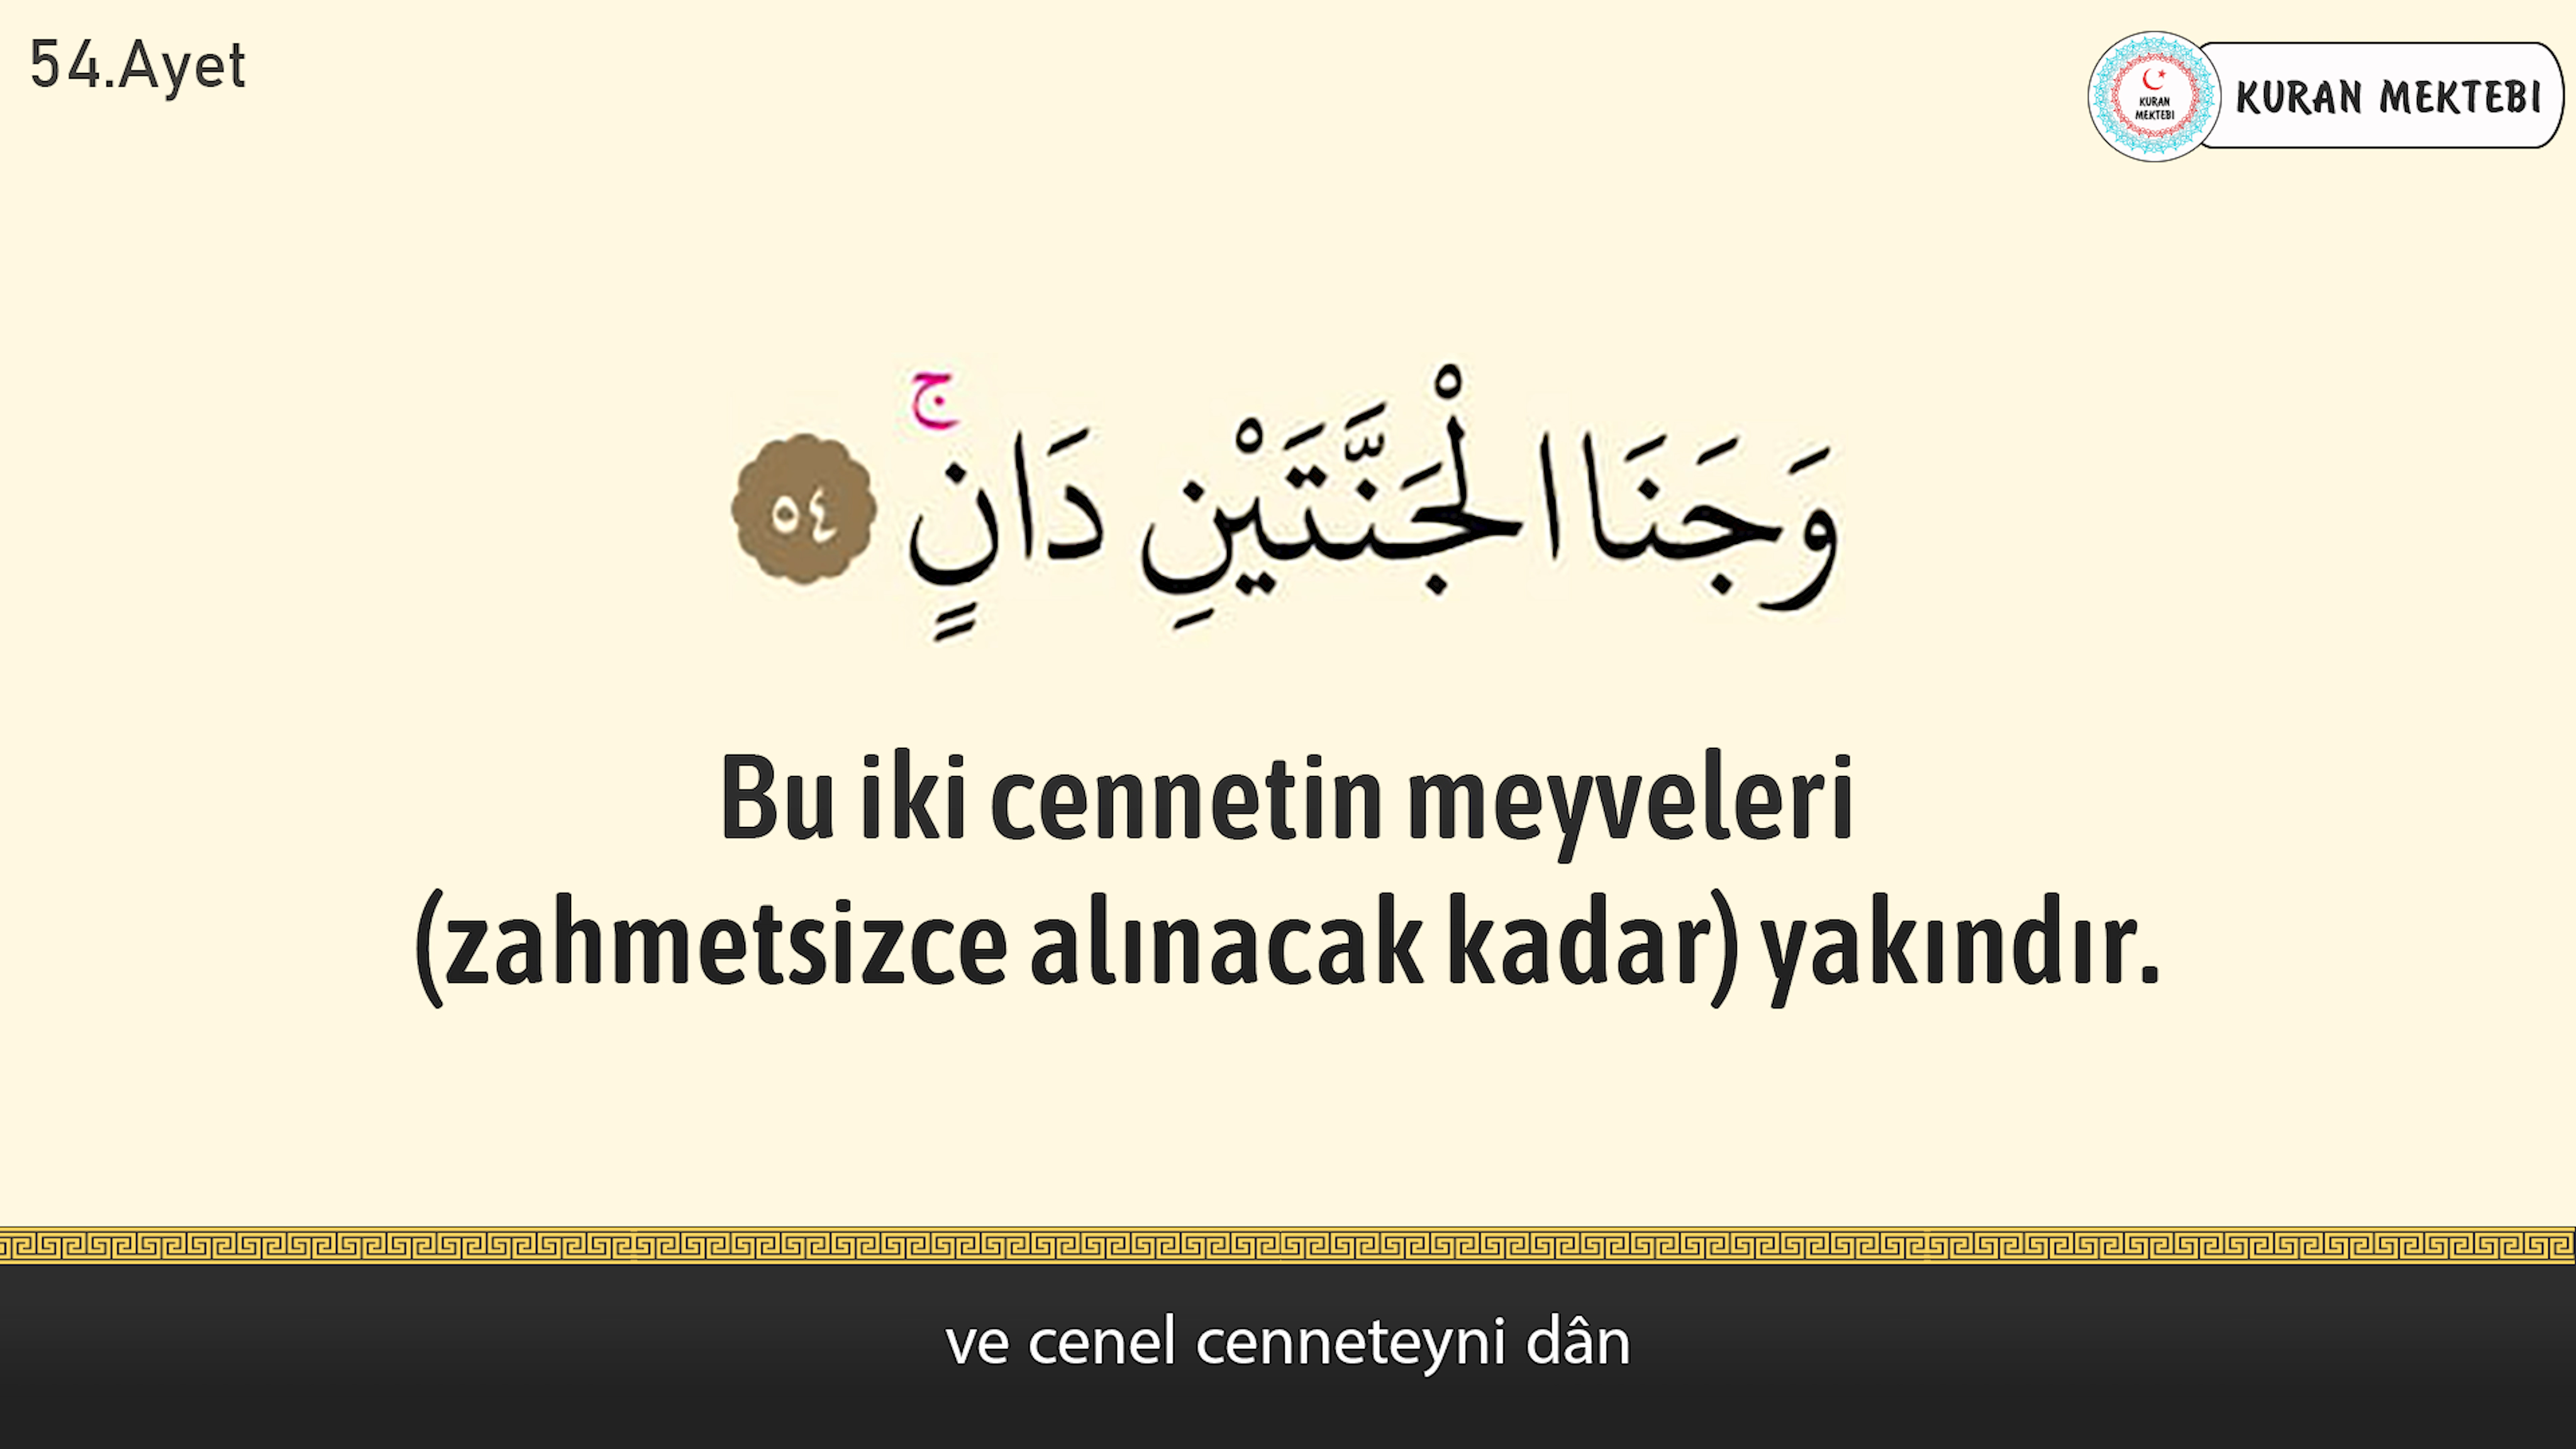 54.Ayet
KURAN
MEKTEBI
KURAN MEKTEBI
وَجَنَا الْجَنَّتَيْنِ دَانٍۚ ﴿٥٤﴾
Bu iki cennetin meyveleri
(zahmetsizce alınacak kadar) yakındır.
ve cenel cenneteyni dân